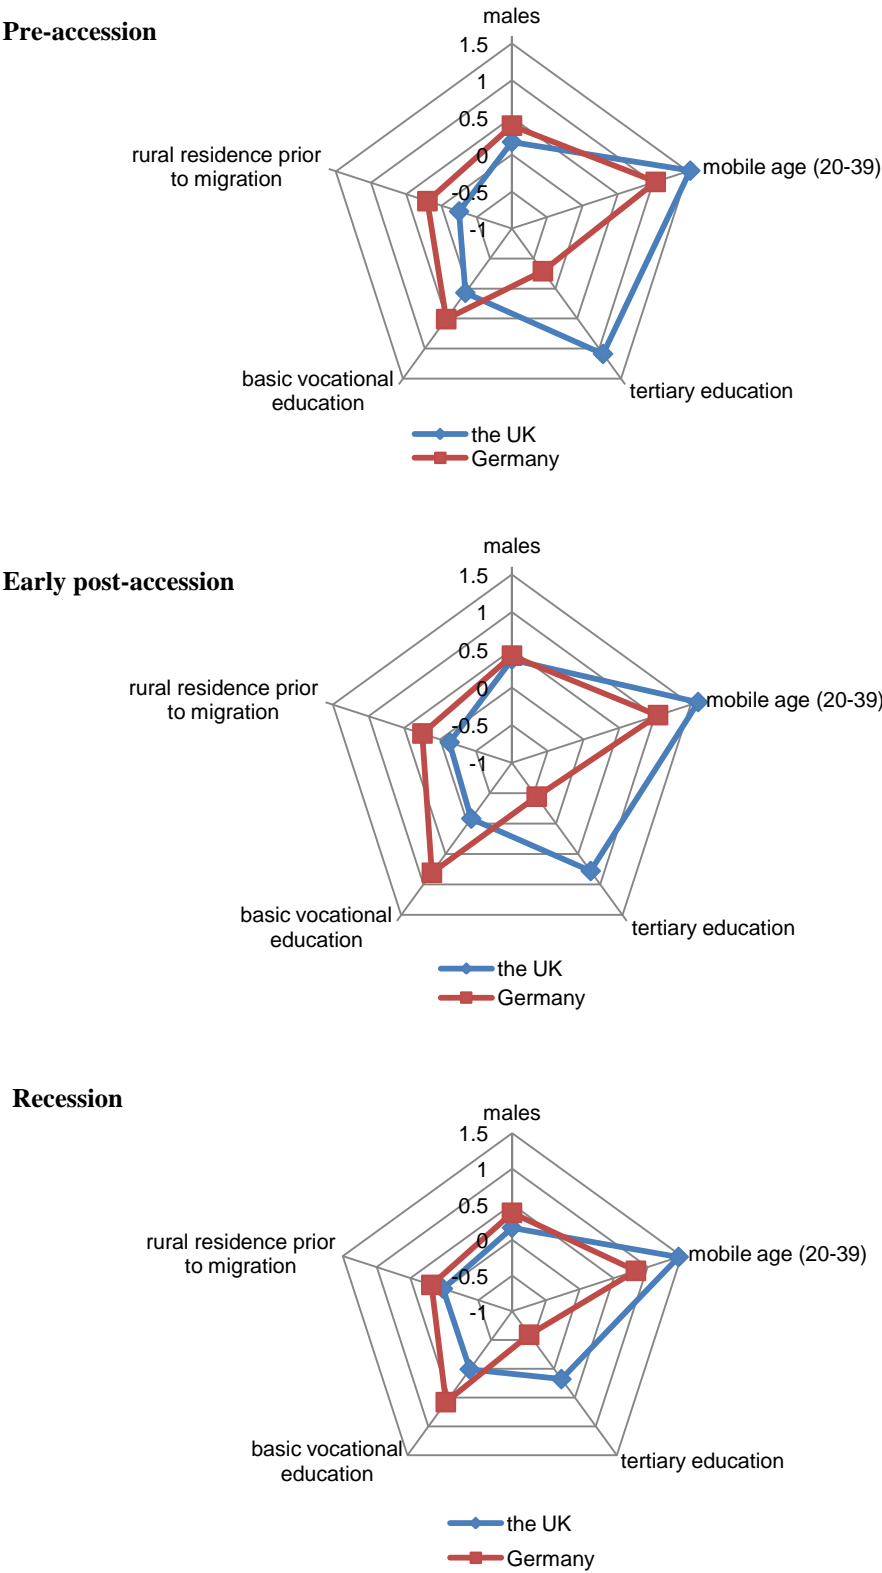 Pre-accession
males
1.5
1
0.5
0
-0.5
-1
mobile age (20-39)
rural residence prior
to migration
basic vocational
education
tertiary education
the UK
Germany
Early post-accession
males
1.5
1
0.5
0
-0.5
-1
mobile age (20-39)
rural residence prior
to migration
basic vocational
education
tertiary education
the UK
Germany
Recession
males
1.5
1
0.5
0
-0.5
-1
mobile age (20-39)
rural residence prior
to migration
basic vocational
education
tertiary education
the UK
Germany